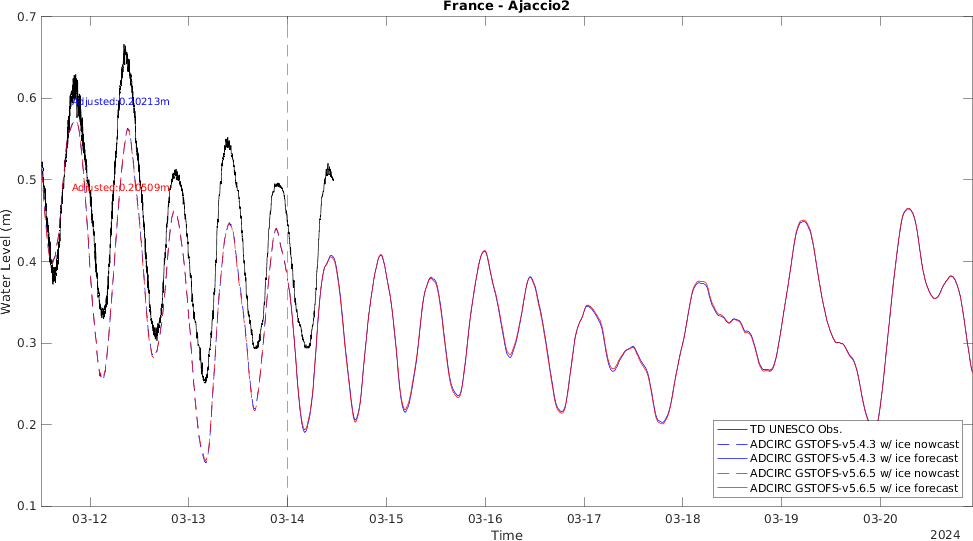 France - Ajaccio2
0.7
0.6
0.5
0.4
0.3
0.2
0.1
Water Level (m)
Adjusted:0.20213m
Adjusted:0.20509m
TD UNESCO Obs.
ADCIRC GSTOFS-v5.4.3 w/ ice nowcast
ADCIRC GSTOFS-v5.4.3 w/ ice forecast
ADCIRC GSTOFS-v5.6.5 w/ ice nowcast
ADCIRC GSTOFS-v5.6.5 w/ ice forecast
03-12 03-13 03-14 03-15 03-16 03-17 03-18 03-19 03-20
Time
2024